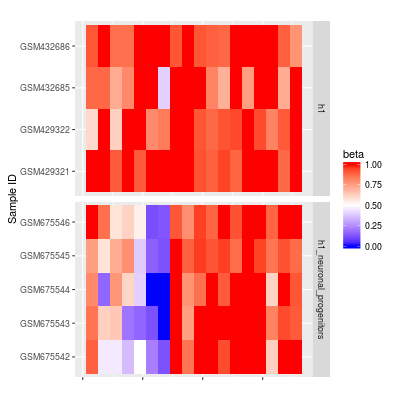 GSM432686
GSM432685
GSM429322
GSM429321
h1
GSM675546
GSM675545
GSM675544
GSM675543
GSM675542
h1_neuronal_progenitors
Sample ID
beta
1.00
0.75
0.50
0.25
0.00